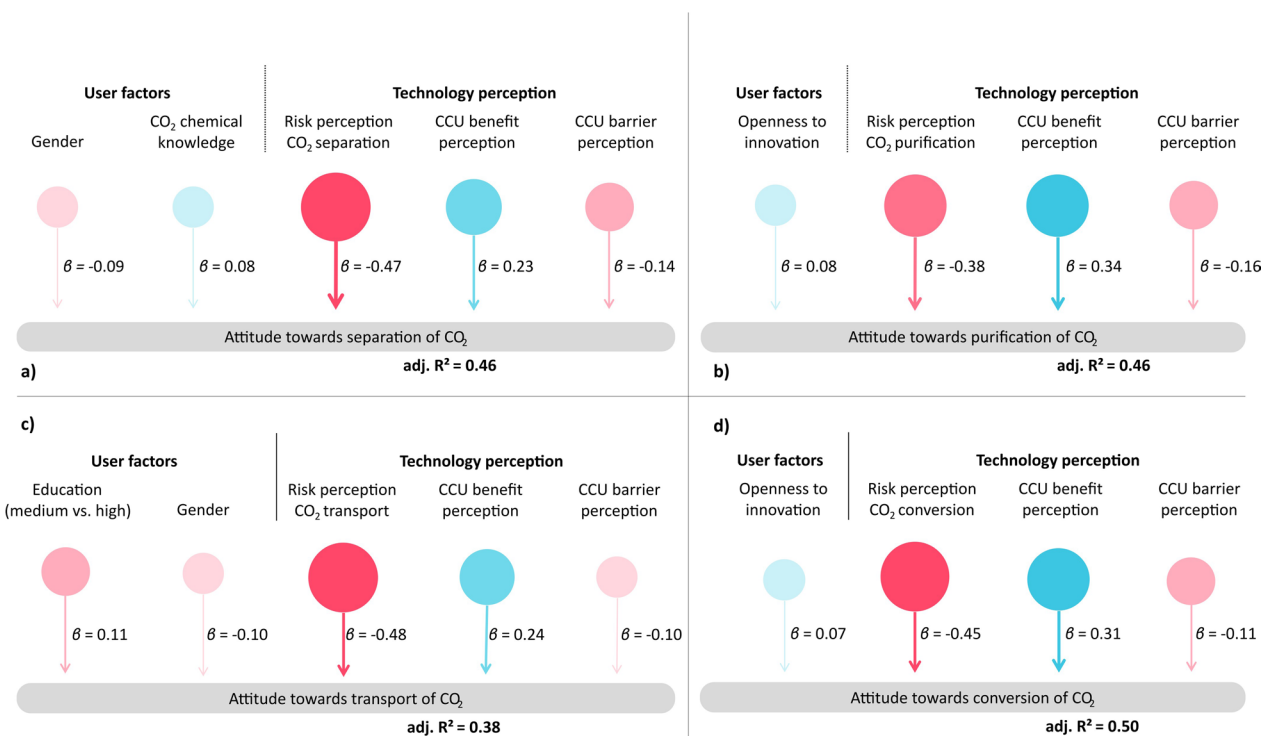 User factors
Technology perception
Gender
CO2 chemical
knowledge
Risk perception
CO2 separation
CCU benefit
perception
CCU barrier
perception
β = -0.09
β = 0.08
β = -0.47
β = 0.23
β = -0.14
Attitude towards separation of CO2
adj. R² = 0.46
a)
User factors
Technology perception
Openness to
innovation
Risk perception
CO2 purification
CCU benefit
perception
CCU barrier
perception
β = 0.08
β = -0.38
β = 0.34
β = -0.16
Attitude towards purification of CO2
adj. R² = 0.46
b)
c)
User factors
Technology perception
Education
(medium vs. high)
Gender
Risk perception
CO2 transport
CCU benefit
perception
CCU barrier
perception
β = 0.11
β = -0.10
β = -0.48
β = 0.24
β = -0.10
Attitude towards transport of CO2
adj. R² = 0.38
d)
User factors
Technology perception
Openness to
innovation
Risk perception
CO2 conversion
CCU benefit
perception
CCU barrier
perception
β = 0.07
β = -0.45
β = 0.31
β = -0.11
Attitude towards conversion of CO2
adj. R² = 0.50